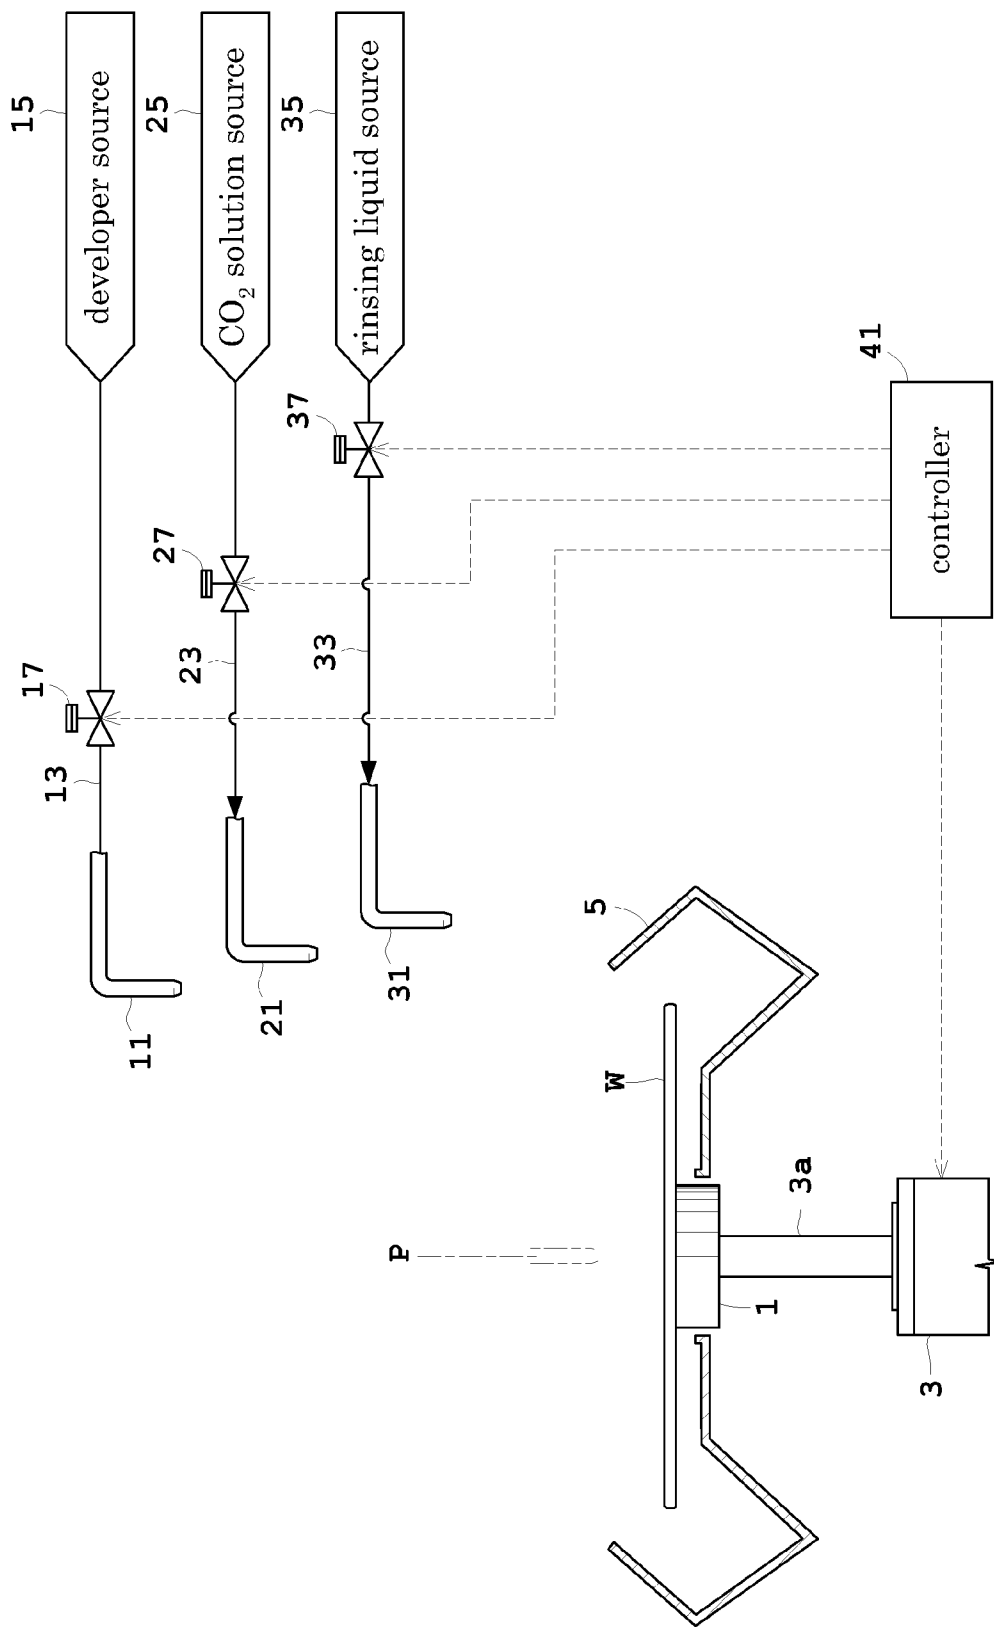 15
developer source
25
CO₂ solution source
35
rinsing liquid source
17
13
27
23
37
33
11
21
31
41
controller
5
W
P
3a
1
3